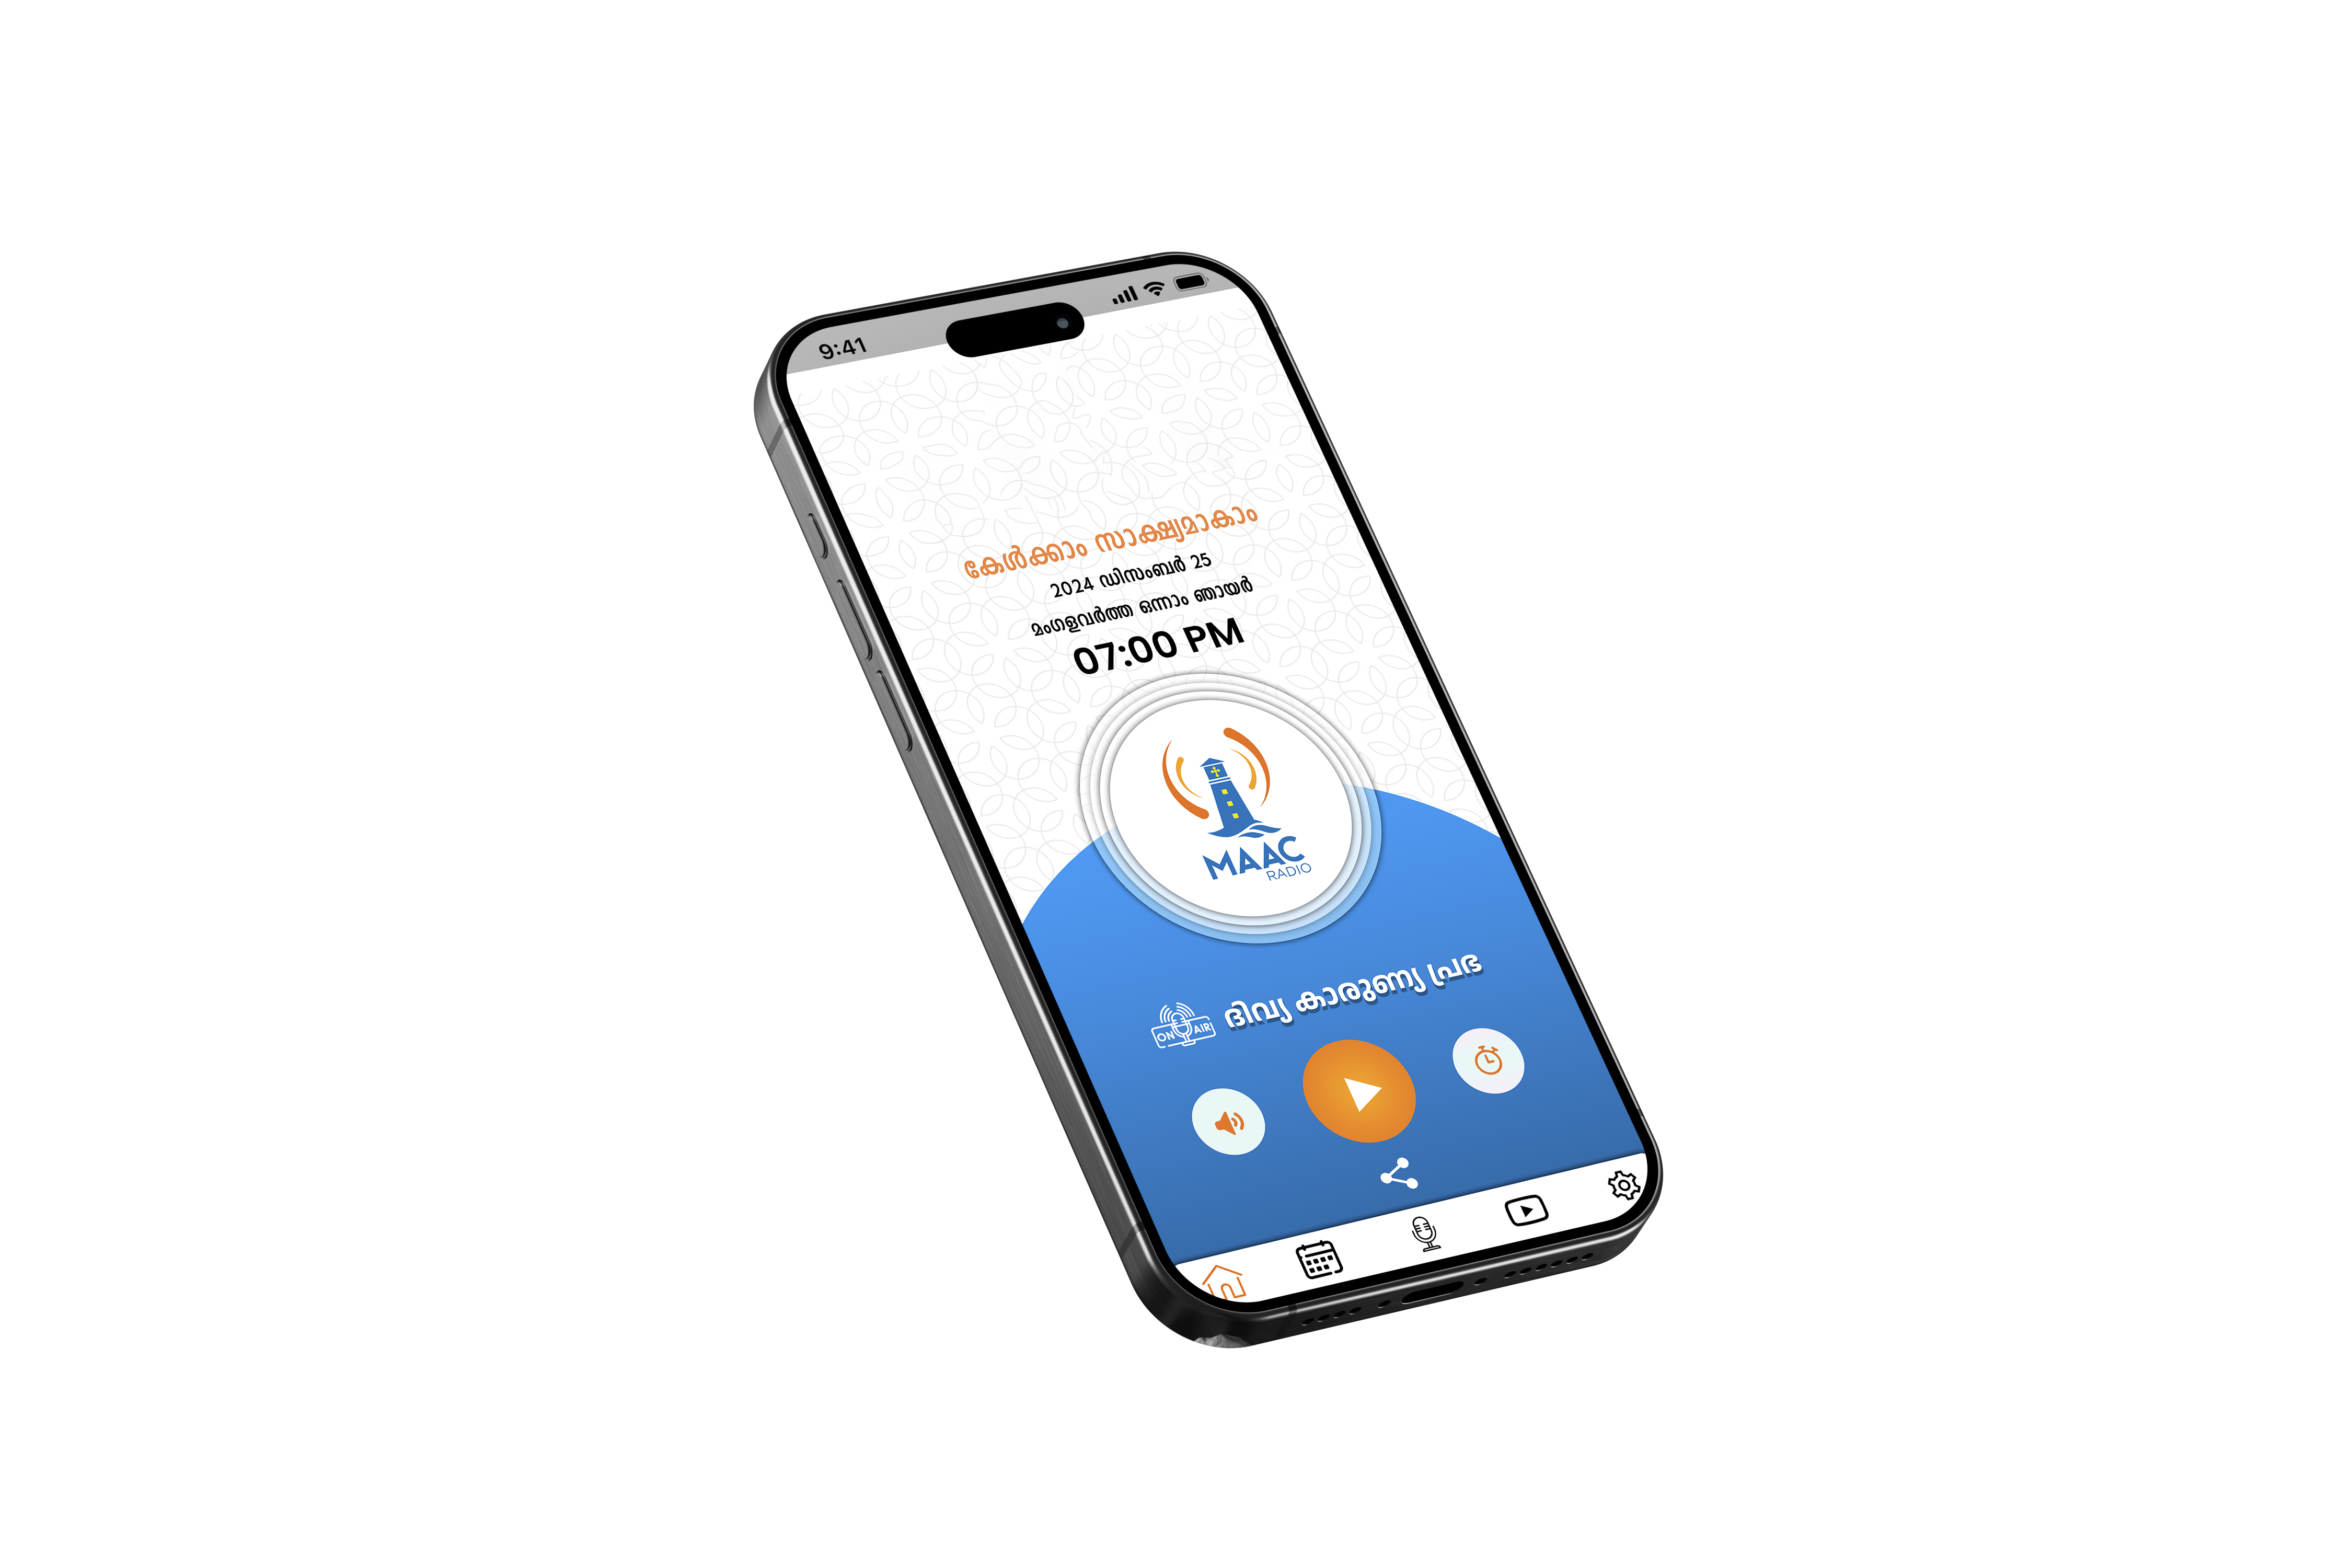 9:41
കേൾക്കാം സാക്ഷ്യമാകാം
2024 ഡിസംബർ 25
മംഗളവർത്ത ഒന്നാം ഞായർ
07:00 PM
MAAC
RADIO
ON AIR
ദിവ്യ കാരുണ്യ പ്രഭ